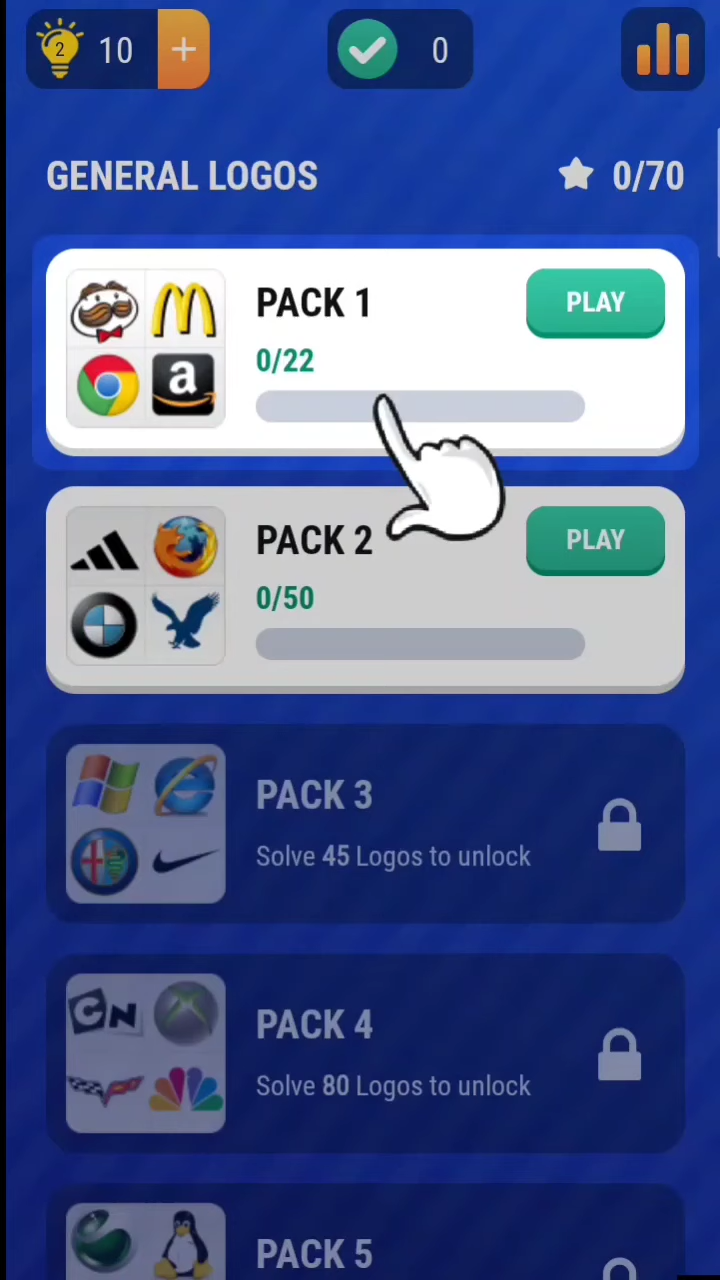 2 10 + 0
GENERAL LOGOS 0/70
PACK 1
PLAY
0/22
a
PACK 2
PLAY
0/50
PACK 3
Solve 45 Logos to unlock
CN
PACK 4
Solve 80 Logos to unlock
PACK 5